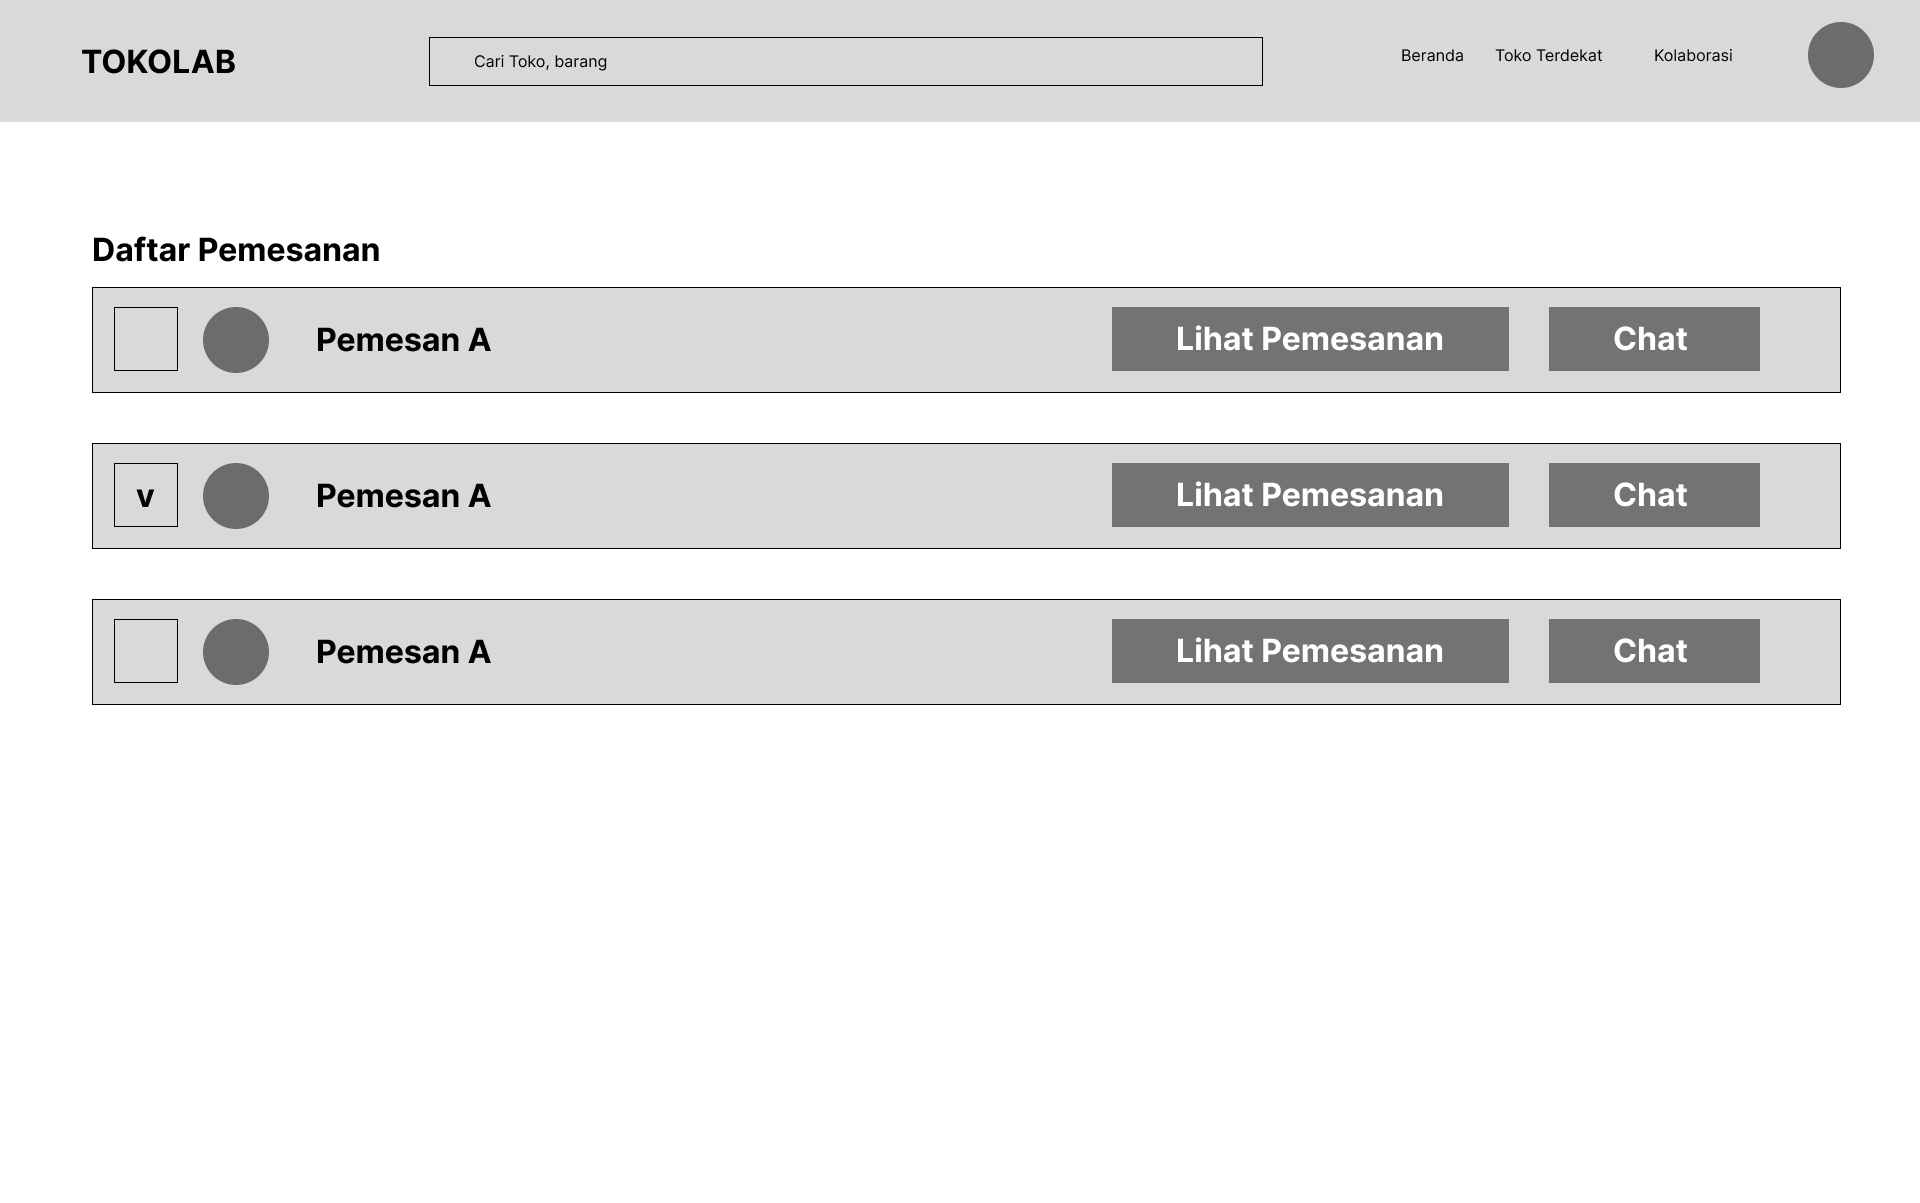 TOKOLAB
Cari Toko, barang
Beranda
Toko Terdekat
Kolaborasi
Daftar Pemesanan
Pemesan A
Lihat Pemesanan
Chat
v
Pemesan A
Lihat Pemesanan
Chat
Pemesan A
Lihat Pemesanan
Chat